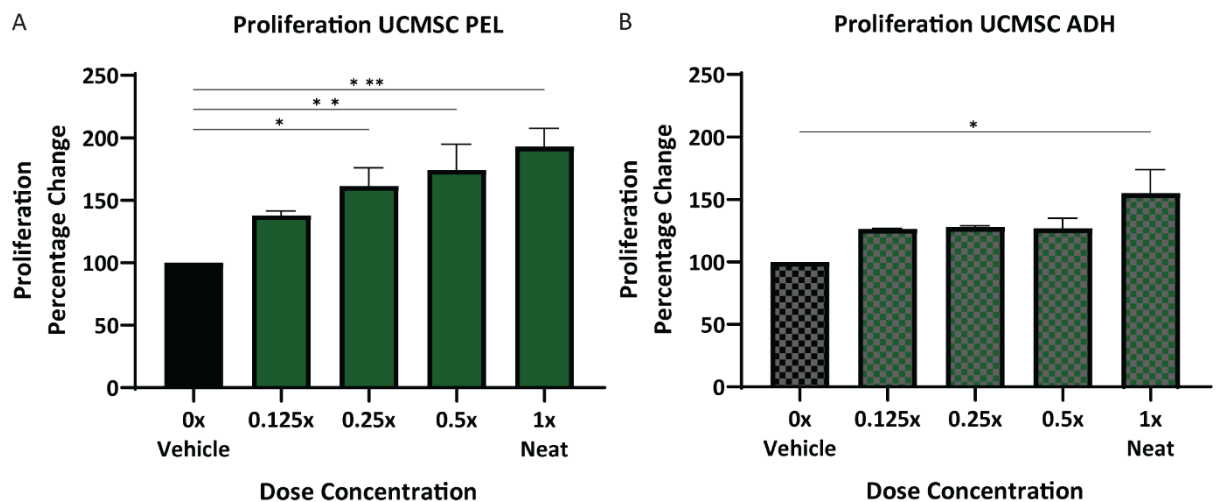 A
Proliferation UCMSC PEL
Proliferation
Percentage Change
250
200
150
100
50
0
* **
* *
*
0x
Vehicle
0.125x
0.25x
0.5x
1x
Neat
Dose Concentration
B
Proliferation UCMSC ADH
Proliferation
Percentage Change
250
200
150
100
50
0
*
0x
Vehicle
0.125x
0.25x
0.5x
1x
Neat
Dose Concentration